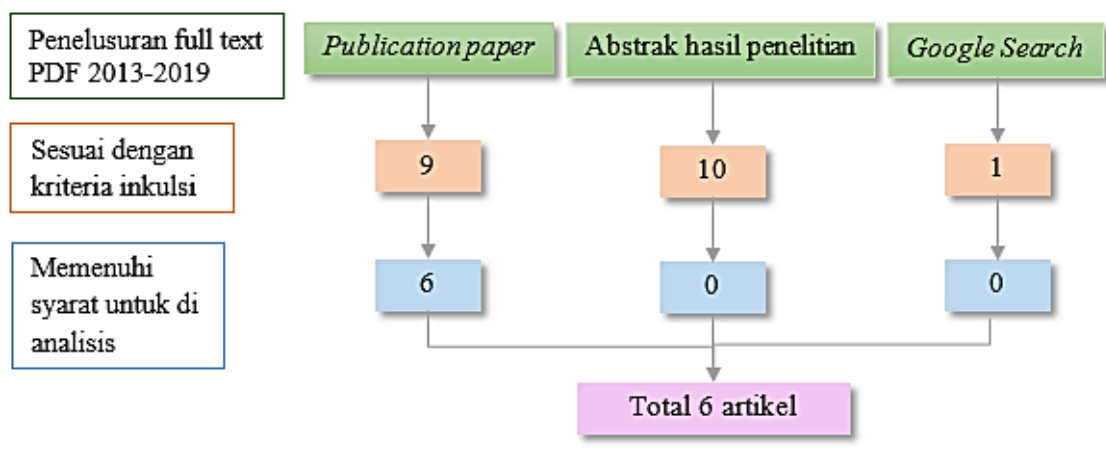 Penelusuran full text
PDF 2013-2019
Publication paper
Abstrak hasil penelitian
Google Search
Sesuai dengan
kriteria inkulsi
9
10
1
Memenuhi
syarat untuk di
analisis
6
0
0
Total 6 artikel